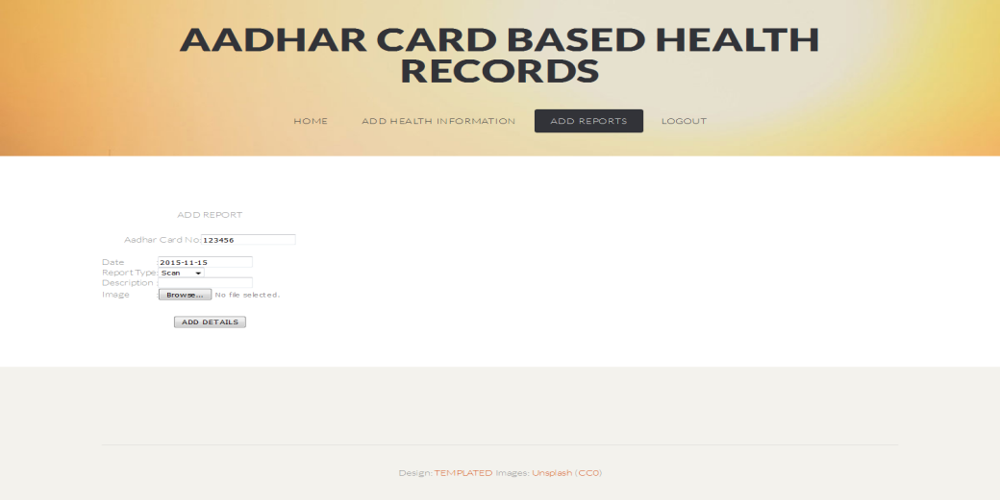 AADHAR CARD BASED HEALTH
RECORDS
HOME ADD HEALTH INFORMATION ADD REPORTS LOGOUT
ADD REPORT
Aadhar Card No: 123456
Date : 2015-11-15
Report Type: Scan
Description :
Image : Browse... No file selected.
ADD DETAILS
Design: TEMPLATED Images: Unsplash (CC0)